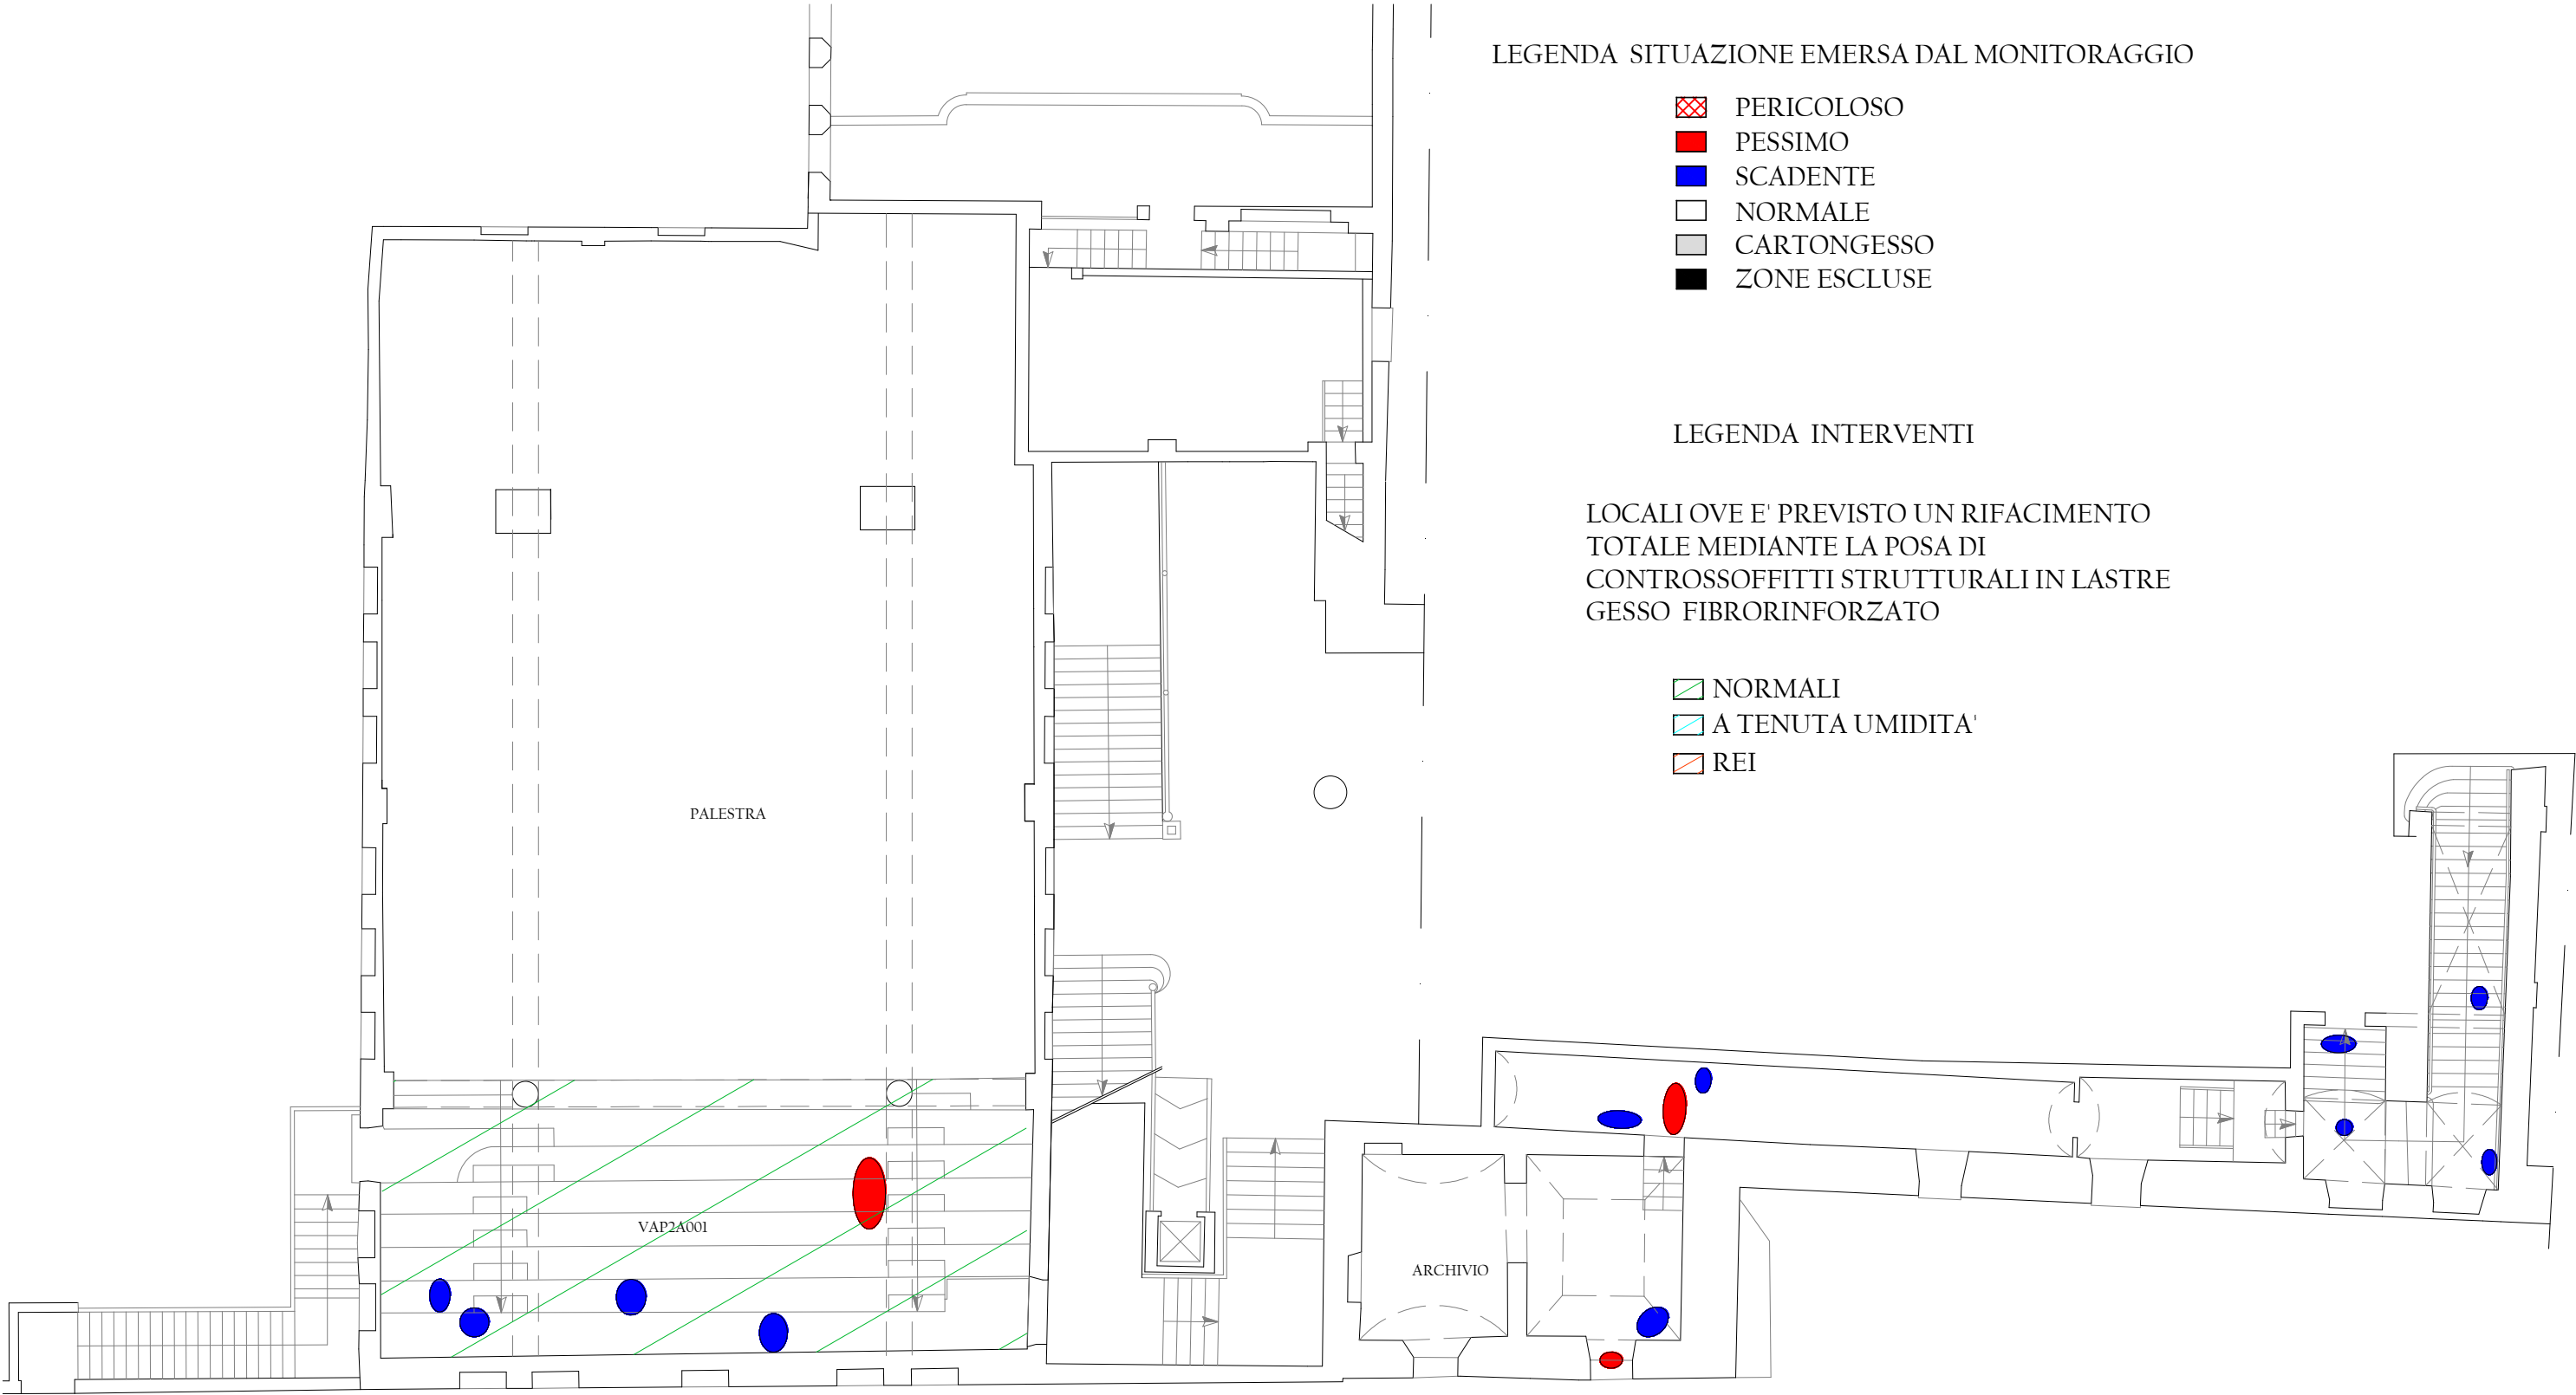 LEGENDA SITUAZIONE EMERSA DAL MONITORAGGIO
PERICOLOSO
PESSIMO
SCADENTE
NORMALE
CARTONGESSO
ZONE ESCLUSE
LEGENDA INTERVENTI
LOCALI OVE E' PREVISTO UN RIFACIMENTO
TOTALE MEDIANTE LA POSA DI
CONTROSSOFFITTI STRUTTURALI IN LASTRE
GESSO FIBRORINFORZATO
NORMALI
A TENUTA UMIDITA'
REI
PALESTRA
VAP2A001
ARCHIVIO